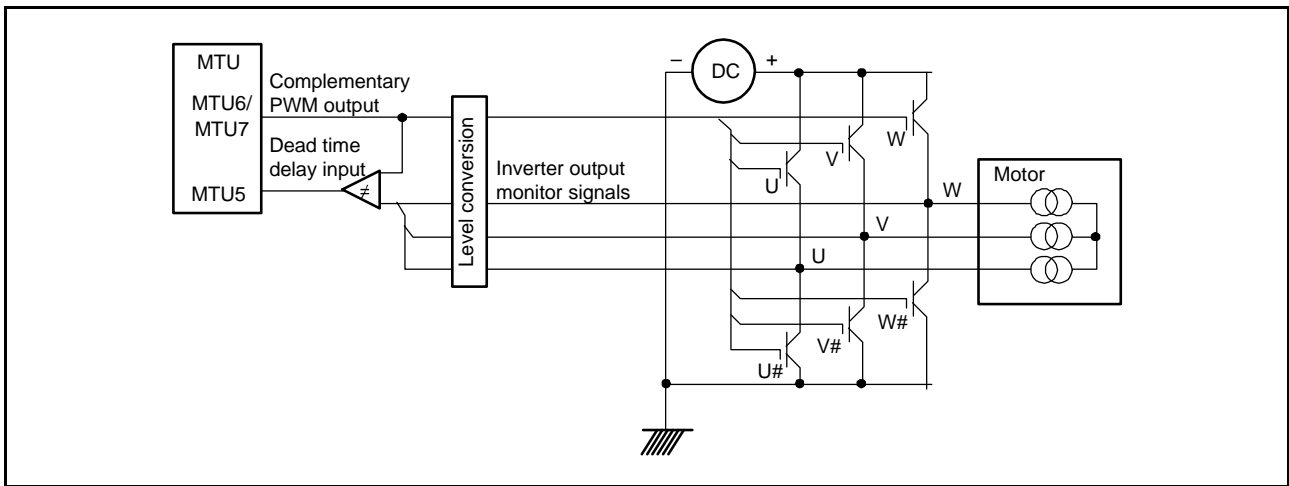 MTU
MTU6/
MTU7
MTU5
Complementary
PWM output
Dead time
delay input
≠
Level conversion
Inverter output
monitor signals
−
DC
+
W
V
U
W
V
U
W#
V#
U#
Motor